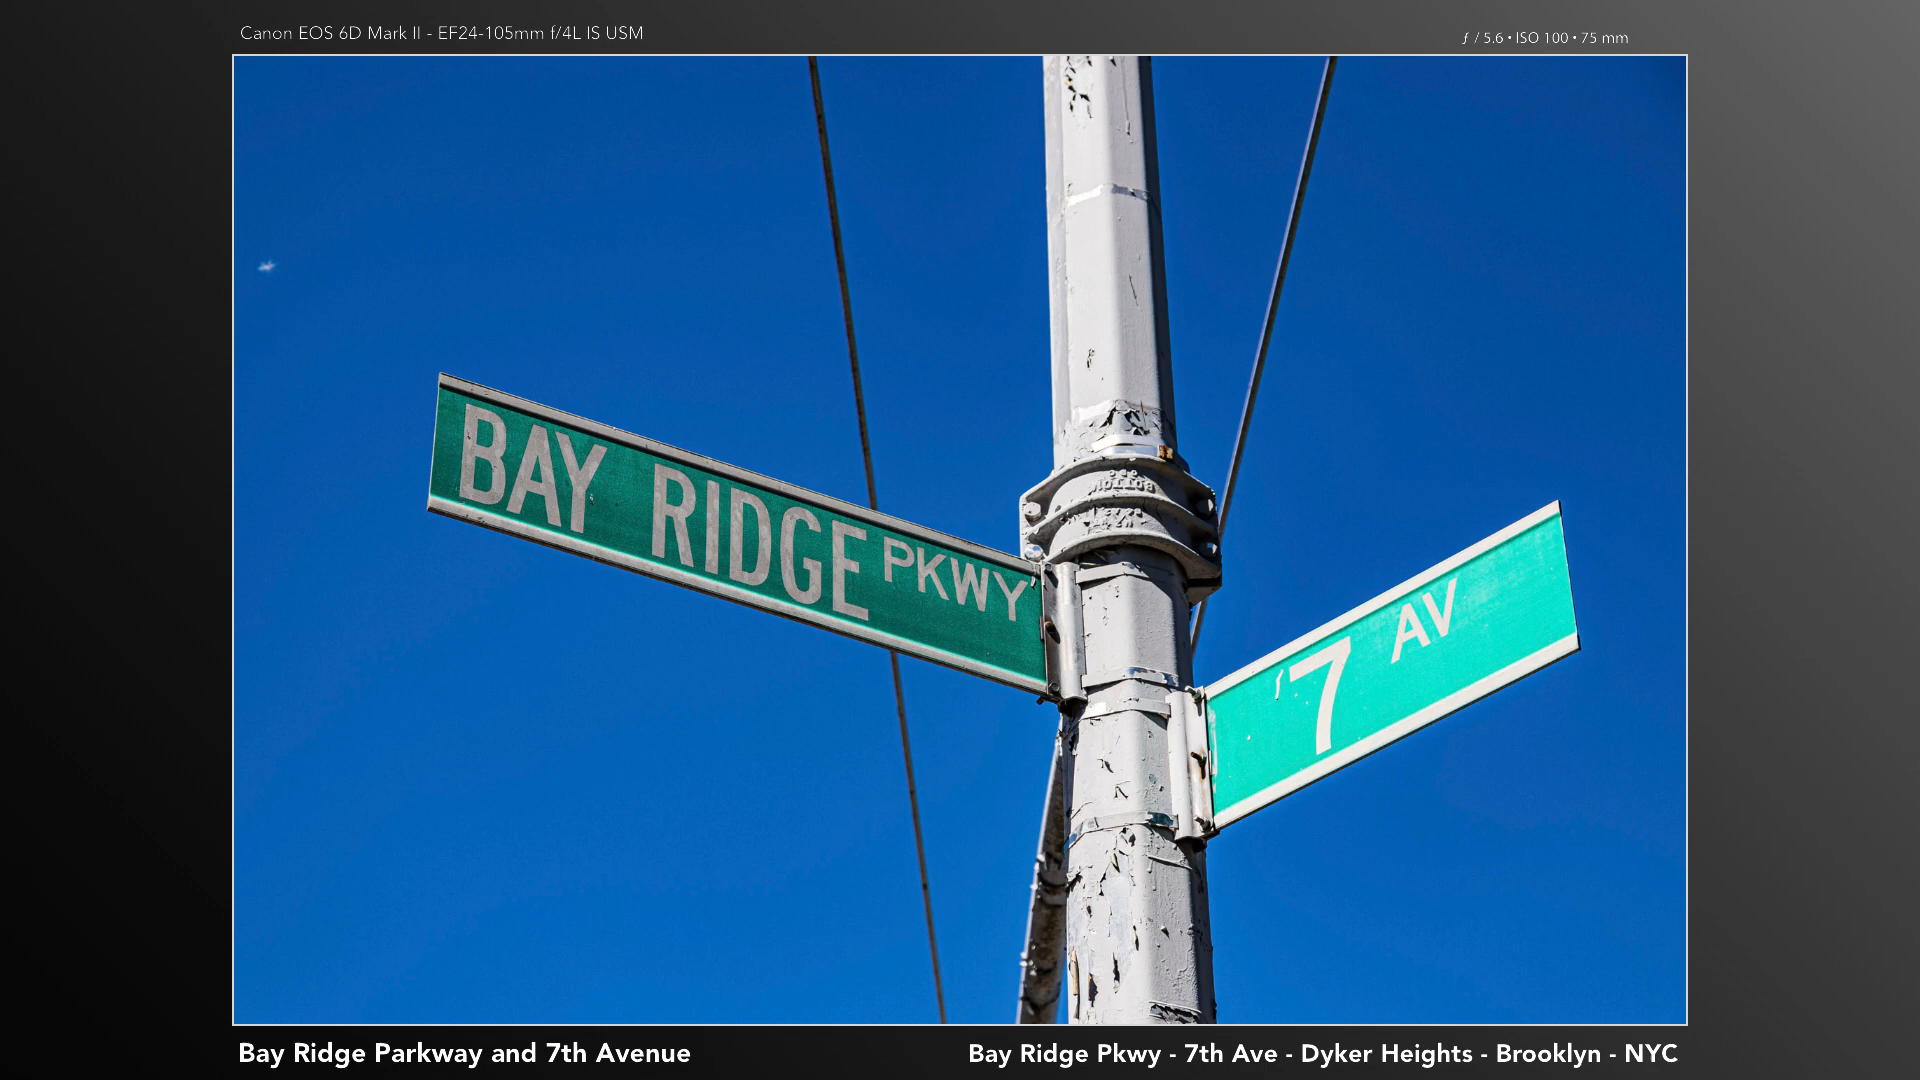 Canon EOS 6D Mark II - EF24-105mm f/4L IS USM
ƒ / 5.6 • ISO 100 • 75 mm
BAY RIDGE PKWY
7 AV
Bay Ridge Parkway and 7th Avenue
Bay Ridge Pkwy - 7th Ave - Dyker Heights - Brooklyn - NYC